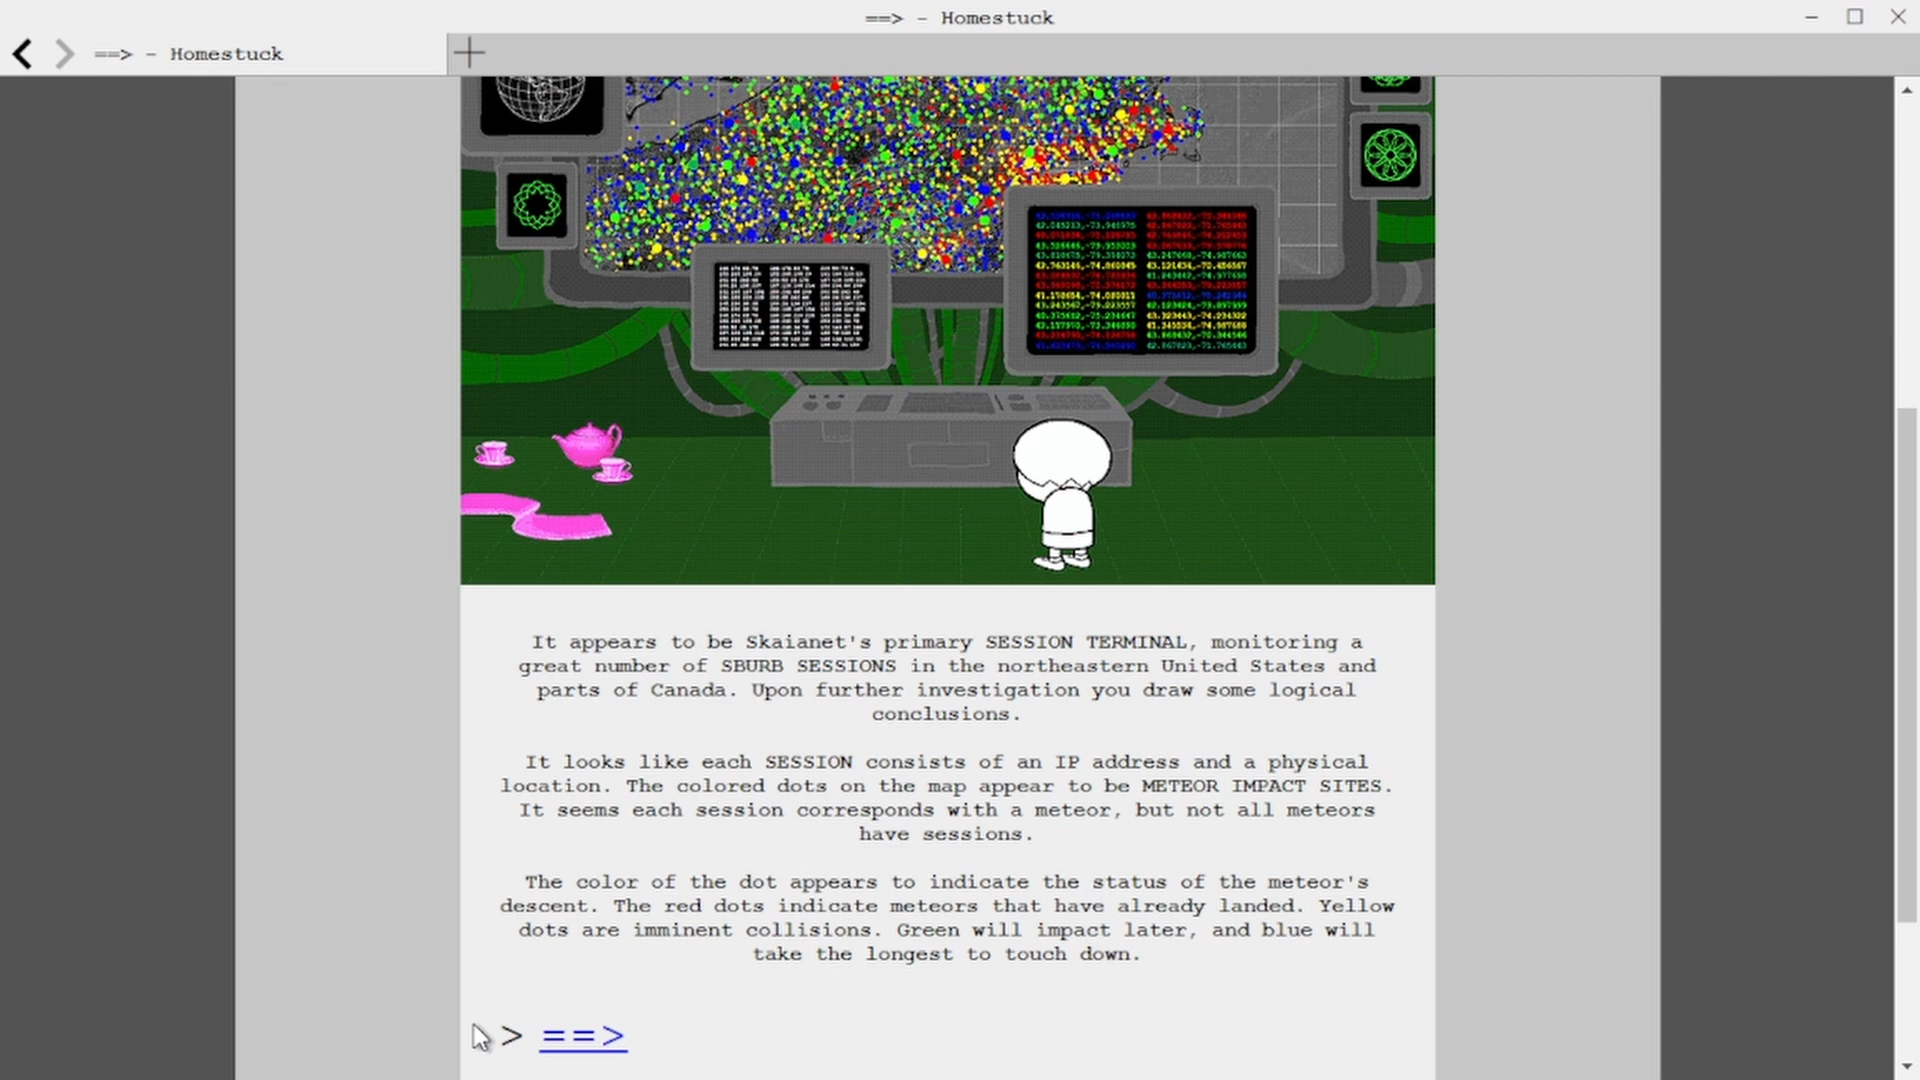 ==> - Homestuck
==> - Homestuck
It appears to be Skaianet's primary SESSION TERMINAL, monitoring a
great number of SBURB SESSIONS in the northeastern United States and
parts of Canada. Upon further investigation you draw some logical
conclusions.
It looks like each SESSION consists of an IP address and a physical
location. The colored dots on the map appear to be METEOR IMPACT SITES.
It seems each session corresponds with a meteor, but not all meteors
have sessions.
The color of the dot appears to indicate the status of the meteor's
descent. The red dots indicate meteors that have already landed. Yellow
dots are imminent collisions. Green will impact later, and blue will
take the longest to touch down.
> ==>